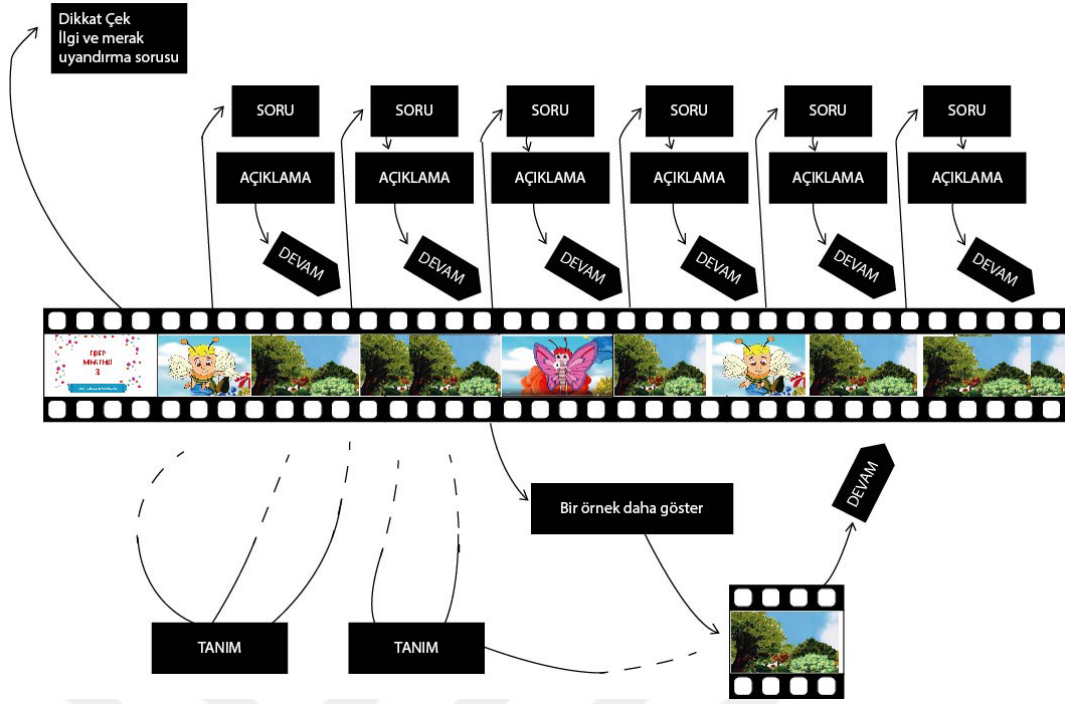 Dikkat Çek
İlgi ve merak
uyandırma sorusu
SORU
SORU
SORU
SORU
SORU
SORU
AÇIKLAMA
AÇIKLAMA
AÇIKLAMA
AÇIKLAMA
AÇIKLAMA
AÇIKLAMA
DEVAM
DEVAM
DEVAM
DEVAM
DEVAM
DEVAM
DEVAM
Bir örnek daha göster
TANIM
TANIM